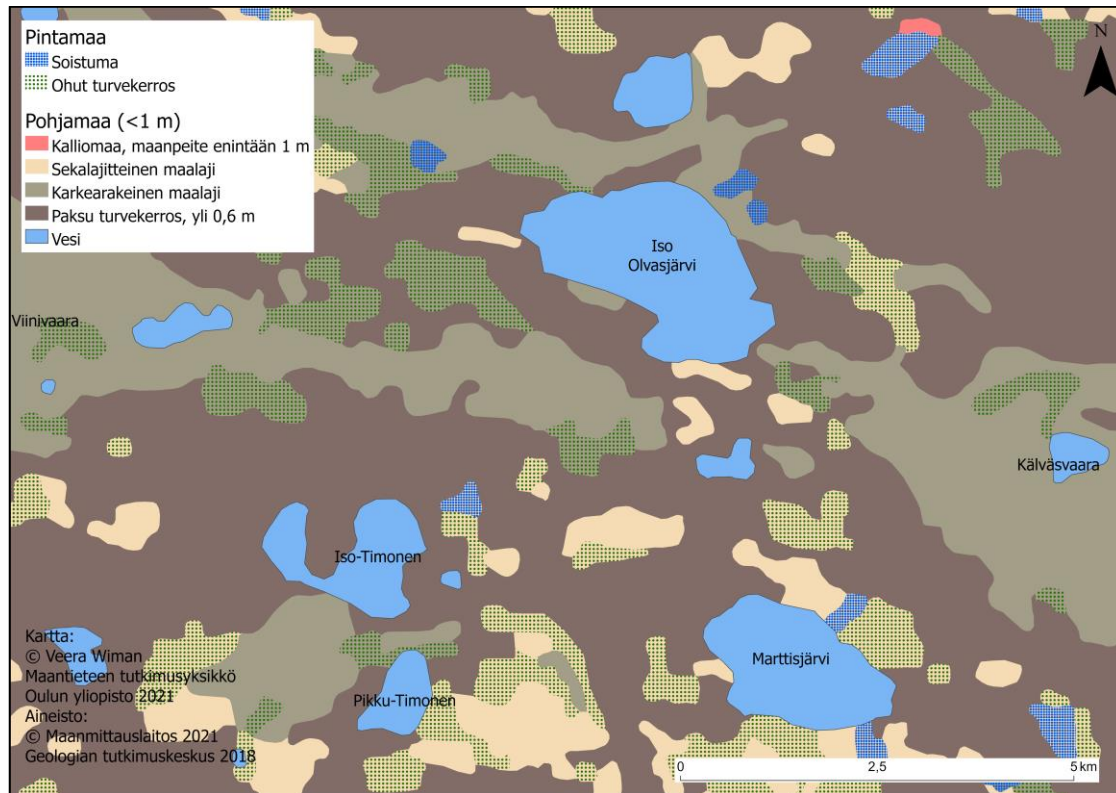 Pintamaa
Soistuma
Ohut turvekerros
Pohjamaa (<1 m)
Kalliomaa, maanpeite enintään 1 m
Sekalajitteinen maalaji
Karkearakeinen maalaji
Paksu turvekerros, yli 0,6 m
Vesi
N
Iso
Olvasjärvi
Viinivaara
Kälväsvaara
Iso-Timonen
Marttisjärvi
Pikku-Timonen
Kartta:
© Veera Wiman
Maantieteen tutkimusyksikkö
Oulun yliopisto 2021
Aineisto:
© Maanmittauslaitos 2021
Geologian tutkimuskeskus 2018
0 2,5 5 km